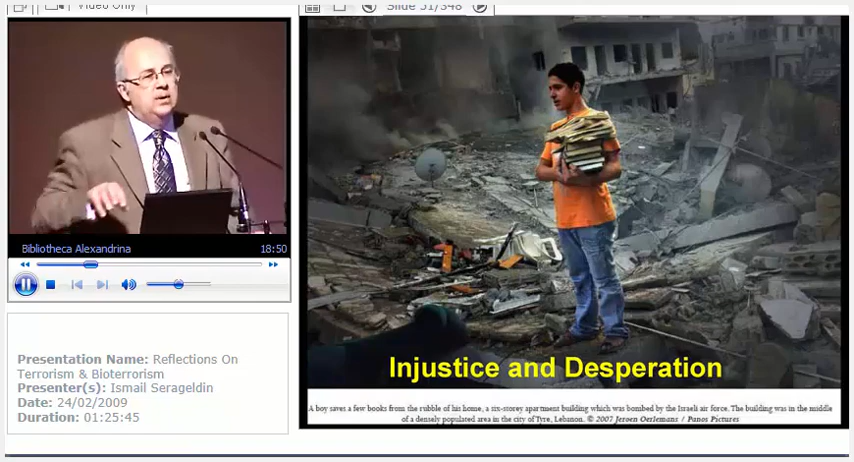 Video Only
Slide 51/348
Bibliotheca Alexandrina 18:50
Presentation Name: Reflections On
Terrorism & Bioterrorism
Presenter(s): Ismail Serageldin
Date: 24/02/2009
Duration: 01:25:45
Injustice and Desperation
A boy saves a few books from the rubble of his home, a six-storey apartment building which was bombed by the Israeli air force. The building was in the middle
of a densely populated area in the city of Tyre, Lebanon. © 2007 Jeroen Oerlemans / Panos Pictures